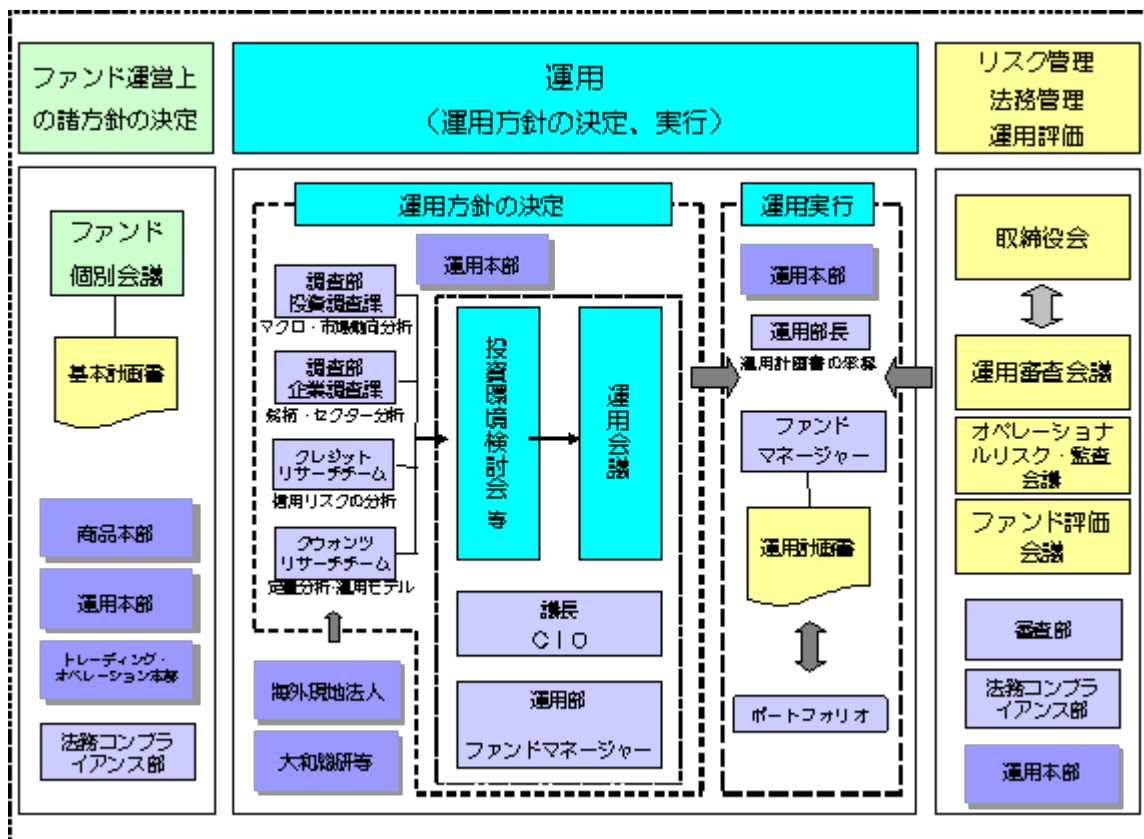 ファンド運営上
の諸方針の決定
運用
(運用方針の決定、実行)
リスク管理
法務管理
運用評価
ファンド
個別会議
基本計画書
商品本部
運用本部
トレーディング・
オペレーション本部
法務コンプラ
イアンス部
運用方針の決定
運用本部
調査部
投資調査課
マクロ・市場動向分析
調査部
企業調査課
銘柄・セクター分析
クレジット
リサーチチーム
信用リスクの分析
クウォンツ
リサーチチーム
定量分析・運用モデル
海外現地法人
大和総研等
投資環境検討会 等
運用会議
議長
CIO
運用部
ファンドマネージャー
運用実行
運用本部
運用部長
運用計画書の承認
ファンド
マネージャー
運用計画書
ポートフォリオ
取締役会
運用審査会議
オペレーショナ
ルリスク・監査
会議
ファンド評価
会議
審査部
法務コンプラ
イアンス部
運用本部